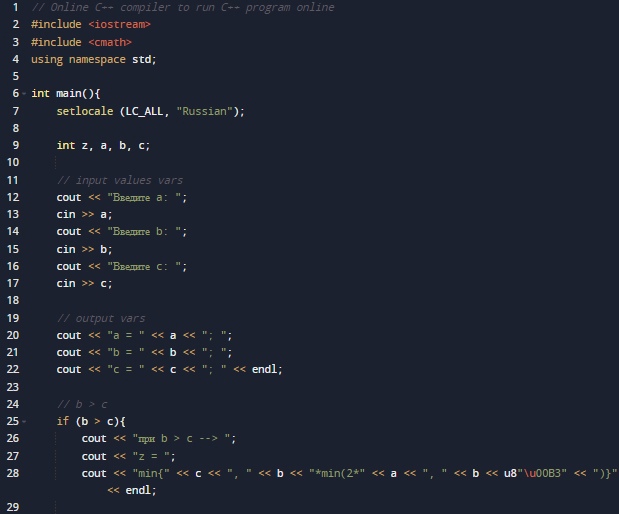 1 // Online C++ compiler to run C++ program online
2 #include <iostream>
3 #include <cmath>
4 using namespace std;
5
6 int main(){
7 setlocale (LC_ALL, "Russian");
8
9 int z, a, b, c;
10
11 // input values vars
12 cout << "Введите a: ";
13 cin >> a;
14 cout << "Введите b: ";
15 cin >> b;
16 cout << "Введите c: ";
17 cin >> c;
18
19 // output vars
20 cout << "a = " << a << "; ";
21 cout << "b = " << b << "; ";
22 cout << "c = " << c << "; " << endl;
23
24 // b > c
25 if (b > c){
26 cout << "при b > c --> ";
27 cout << "z = ";
28 cout << "min{" << c << ", " << b << "*min(2*" << a << ", " << b << u8"\u00B3" << ")}"
<< endl;
29